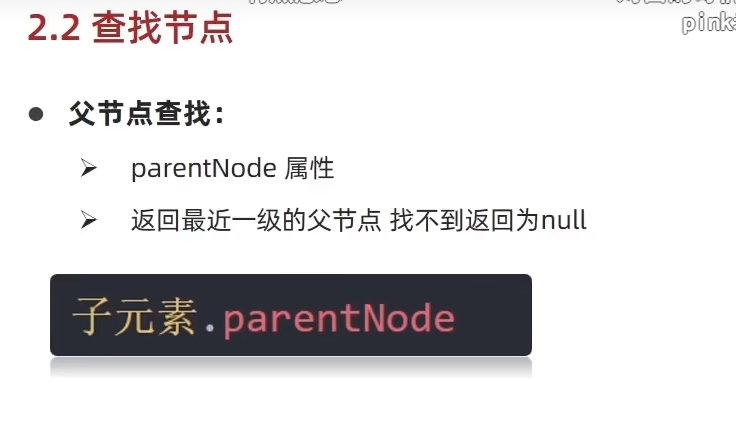 2.2 查找节点
父节点查找：
parentNode 属性
返回最近一级的父节点 找不到返回为null
子元素.parentNode
pink